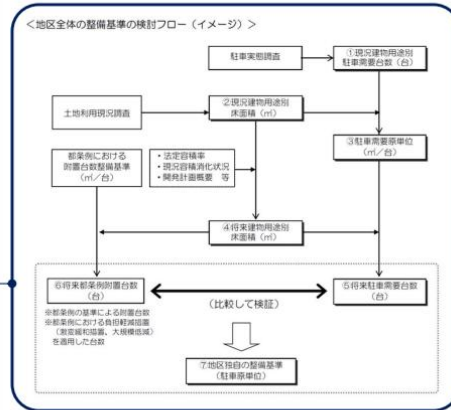 ＜地区全体の整備基準の検討フロー（イメージ）＞
駐車実態調査
①現況建物用途別
駐車需要台数（台）
土地利用現況調査
②現況建物用途別
床面積（㎡）
都条例における
附置台数整備基準
（㎡／台）
・法定容積率
・現況容積消化状況
・開発計画概要　等
③駐車需要原単位
（㎡／台）
④将来建物用途別
床面積（㎡）
⑥将来都条例附置台数
（台）
（比較して検証）
⑤将来駐車需要台数
（台）
※都条例の基準による附置台数
※都条例における負担軽減措置
（激変緩和措置、大規模低減）
を適用した台数
⑦地区独自の整備基準
（駐車原単位）